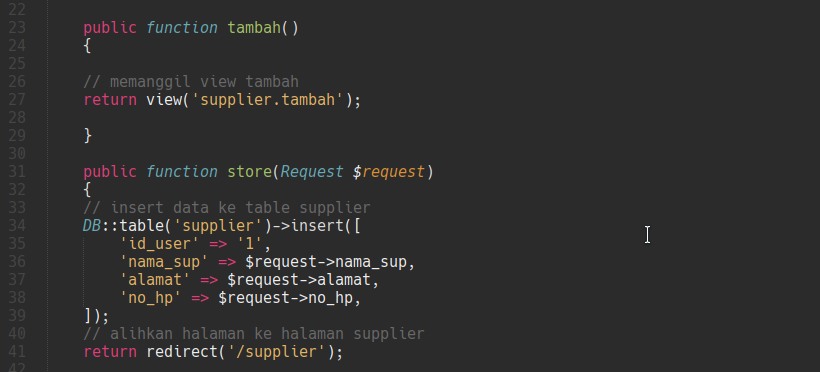 22
23 public function tambah()
24 {
25
26 // memanggil view tambah
27 return view('supplier.tambah');
28
29 }
30
31 public function store(Request $request)
32 {
33 // insert data ke table supplier
34 DB::table('supplier')->insert([
35 'id_user' => '1',
36 'nama_sup' => $request->nama_sup,
37 'alamat' => $request->alamat,
38 'no_hp' => $request->no_hp,
39 ]);
40 // alihkan halaman ke halaman supplier
41 return redirect('/supplier');
42